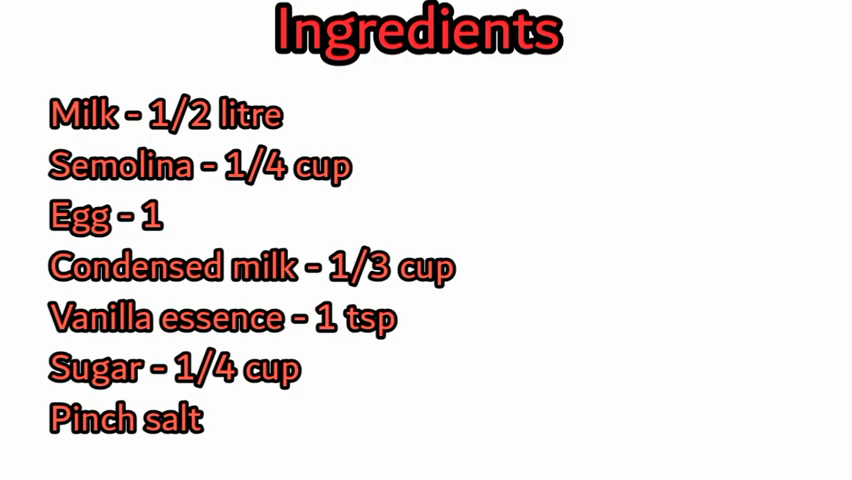 Ingredients
Milk - 1/2 litre
Semolina - 1/4 cup
Egg - 1
Condensed milk - 1/3 cup
Vanilla essence - 1 tsp
Sugar - 1/4 cup
Pinch salt